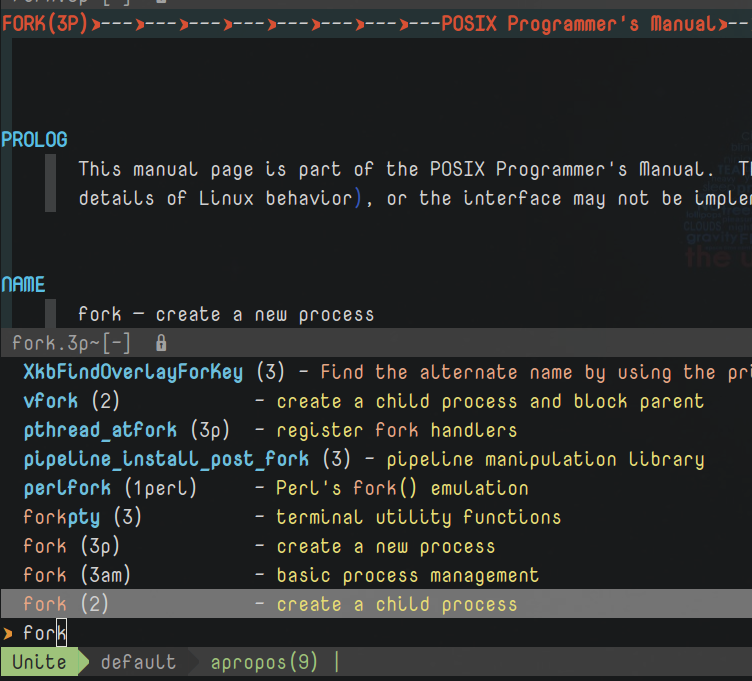 FORK(3P)❯---❯---❯---❯---❯---❯---❯---❯---POSIX Programmer's Manual❯--
PROLOG
This manual page is part of the POSIX Programmer's Manual.
details of Linux behavior), or the interface may not be
NAME
fork — create a new process
fork.3p~[-]
XkbFindOverlayForKey (3) - Find the alternate name by using the
vfork (2) - create a child process and block parent
pthread_atfork (3p) - register fork handlers
pipeline_install_post_fork (3) - pipeline manipulation library
perlfork (1perl) - Perl's fork() emulation
forkpty (3) - terminal utility functions
fork (3p) - create a new process
fork (3am) - basic process management
fork (2) - create a child process
❯ fork
Unite default apropos(9) |